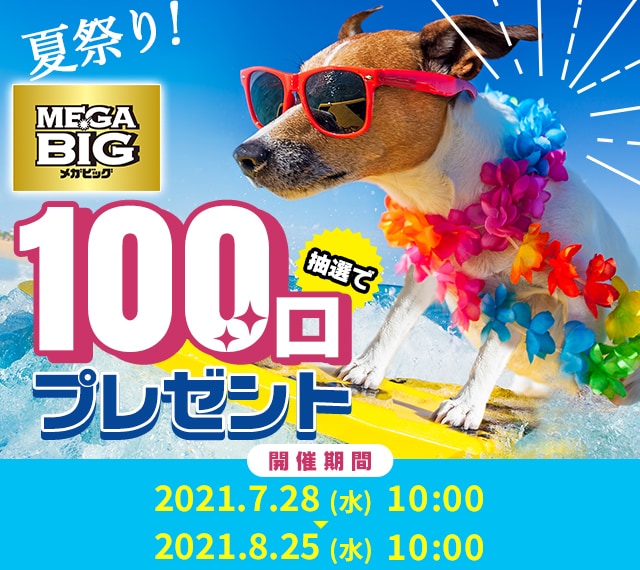 夏祭り!
MEGA
BIG
メガビッグ
抽選で
100口
プレゼント
開催期間
2021.7.28 (水) 10:00
2021.8.25 (水) 10:00